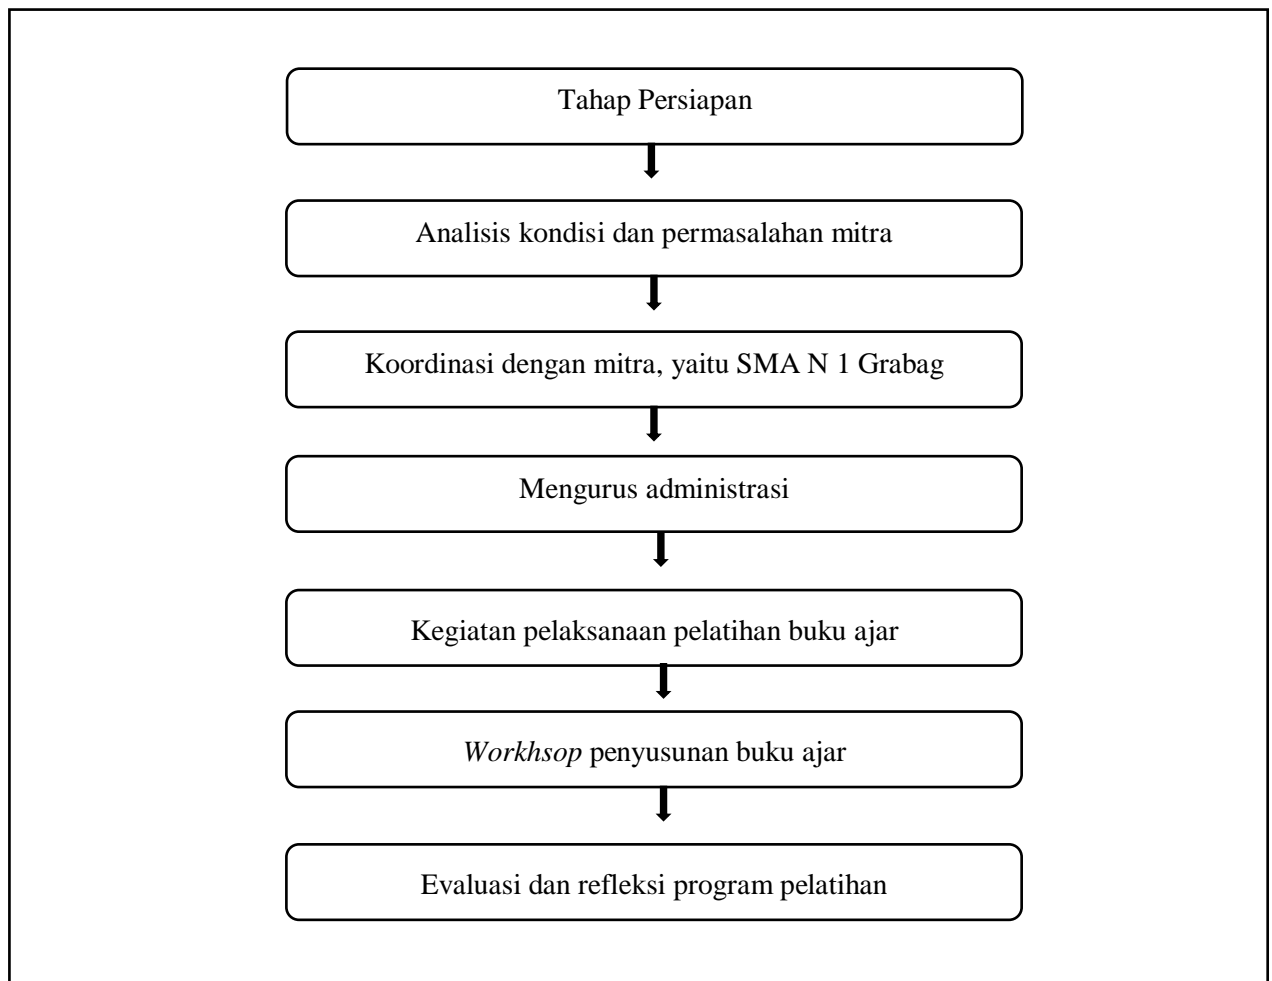 Tahap Persiapan
Analisis kondisi dan permasalahan mitra
Koordinasi dengan mitra, yaitu SMA N 1 Grabag
Mengurus administrasi
Kegiatan pelaksanaan pelatihan buku ajar
Workhsop penyusunan buku ajar
Evaluasi dan refleksi program pelatihan